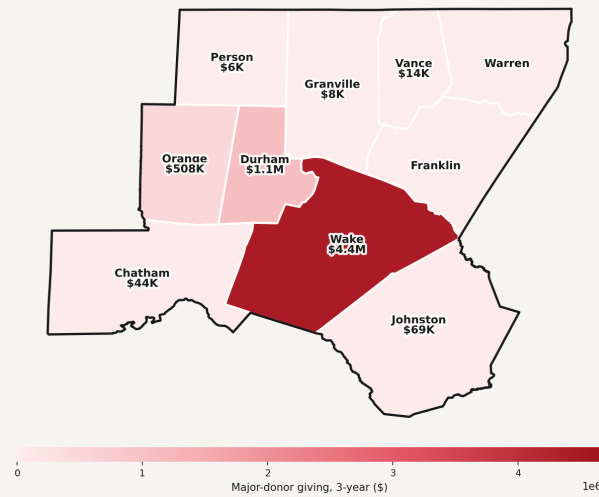 Person
$6K
Granville
$8K
Vance
$14K
Warren
Orange
$508K
Durham
$1.1M
Franklin
Wake
$4.4M
Chatham
$44K
Johnston
$69K
0 1 2 3 4
1e6
Major-donor giving, 3-year ($)